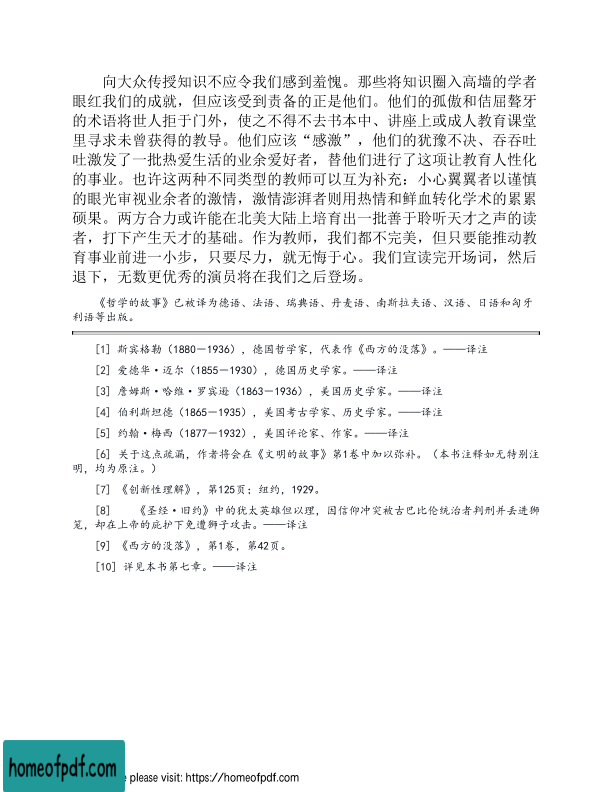 向大众传授知识不应令我们感到羞愧。那些将知识圈入高墙的学者
眼红我们的成就，但应该受到责备的正是他们。他们的孤傲和佶屈聱牙
的术语将世人拒于门外，使之不得不去书本中、讲座上或成人教育课堂
里寻求未曾获得的教导。他们应该“感激”，他们的犹豫不决、吞吞吐
吐激发了一批热爱生活的业余爱好者，替他们进行了这项让教育人性化
的事业。也许这两种不同类型的教师可以互为补充：小心翼翼者以谨慎
的眼光审视业余者的激情，激情澎湃者则用热情和鲜血转化学术的累累
硕果。两方合力或许能在北美大陆上培育出一批善于聆听天才之声的读
者，打下产生天才的基础。作为教师，我们都不完美，但只要能推动教
育事业前进一小步，只要尽力，就无悔于心。我们宣读完开场词，然后
退下，无数更优秀的演员将在我们之后登场。
《哲学的故事》已被译为德语、法语、瑞典语、丹麦语、南斯拉夫语、汉语、日语和匈牙
利语等出版。
[1] 斯宾格勒（1880－1936），德国哲学家，代表作《西方的没落》。——译注
[2] 爱德华·迈尔（1855－1930），德国历史学家。——译注
[3] 詹姆斯·哈维·罗宾逊（1863－1936），美国历史学家。——译注
[4] 伯利斯坦德（1865－1935），美国考古学家、历史学家。——译注
[5] 约翰·梅西（1877－1932），美国评论家、作家。——译注
[6] 关于这点疏漏，作者将会在《文明的故事》第1卷中加以弥补。（本书注释如无特别注
明，均为原注。）
[7] 《创新性理解》，第125页；纽约，1929。
[8] 《圣经·旧约》中的犹太英雄但以理，因信仰冲突被古巴比伦统治者判刑并丢进狮
笼，却在上帝的庇护下免遭狮子攻击。——译注
[9] 《西方的没落》，第1卷，第42页。
[10] 详见本书第七章。——译注
homeofpdf.com
e please visit: https://homeofpdf.com